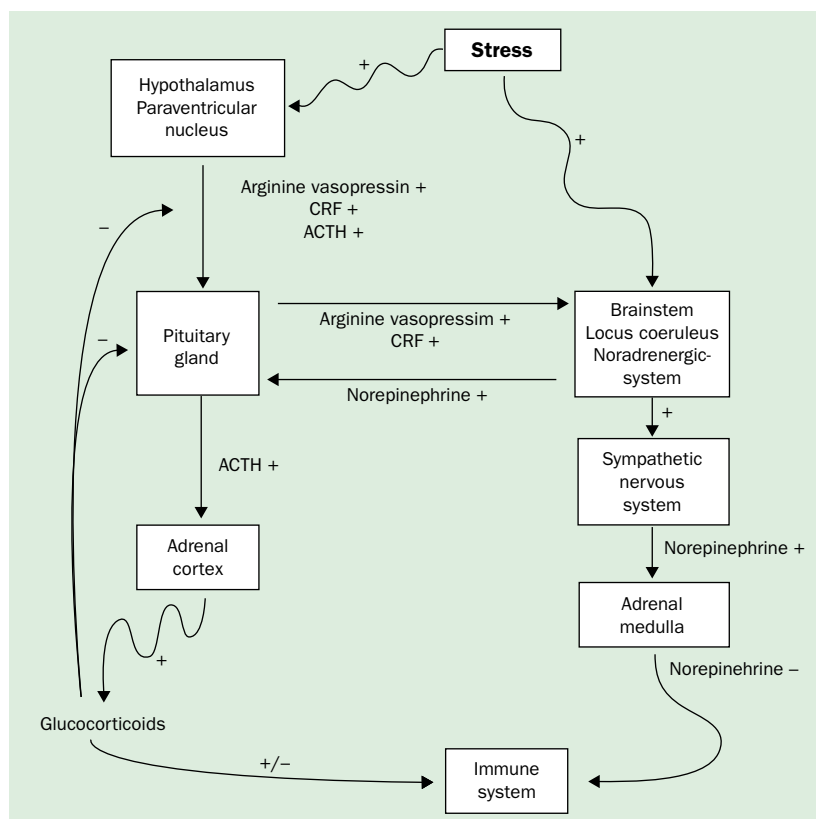 Stress
+
Hypothalamus
Paraventricular
nucleus
+
Arginine vasopressin +
CRF +
ACTH +
–
–
Pituitary
gland
Arginine vasopressim +
CRF +
Norepinephrine +
Brainstem
Locus coeruleus
Noradrenergic-
system
+
ACTH +
Sympathetic
nervous
system
Adrenal
cortex
Norepinephrine +
Adrenal
medulla
+
Norepinehrine –
Glucocorticoids
+/–
Immune
system